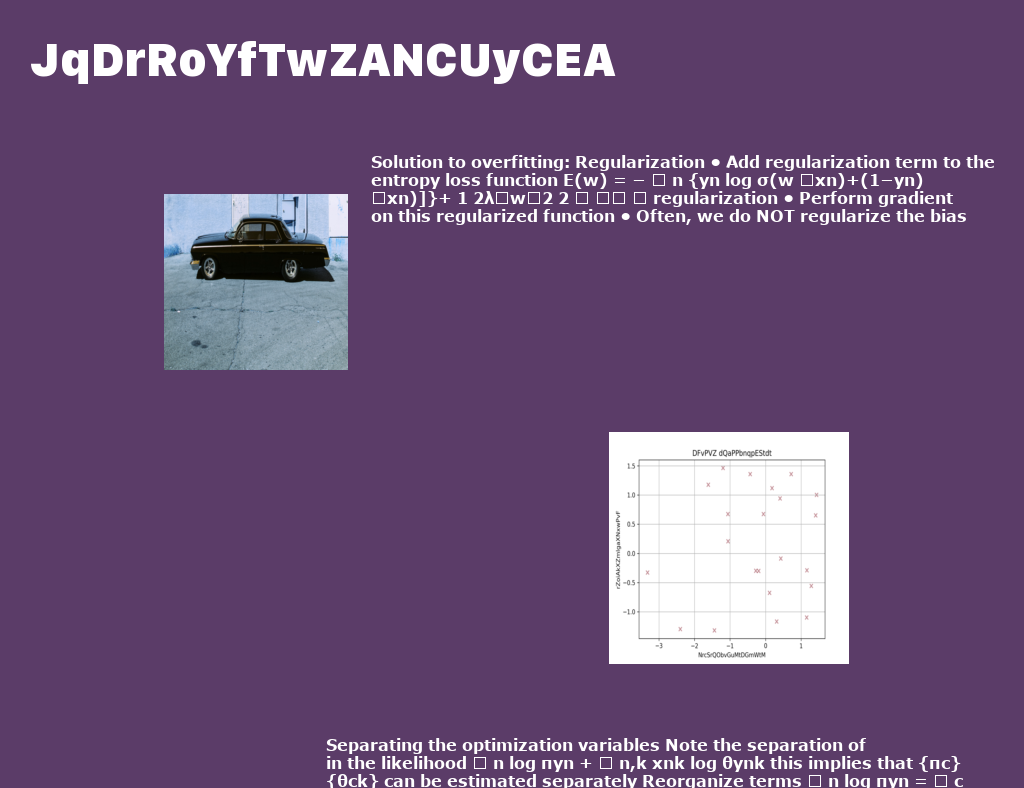 JqDrRoYfTwZANCUyCEA
Solution to overfitting: Regularization • Add regularization term to the
entropy loss function E(w) = − □ n {yn log σ(w □xn)+(1−yn)
□xn)]}+ 1 2λ□w□2 2 □ □□ □ regularization • Perform gradient
on this regularized function • Often, we do NOT regularize the bias
DFvPVZ dQaPPbnqpEStdt
1.5
1.0
0.5
0.0
−0.5
−1.0
−3 −2 −1 0 1
NrcSrQDbvGuMtDGmWtM
Separating the optimization variables Note the separation of
in the likelihood □ n log πyn + □ n,k xnk log θynk this implies that {πc}
{θck} can be estimated separately Reorganize terms □ n log πyn = □ c